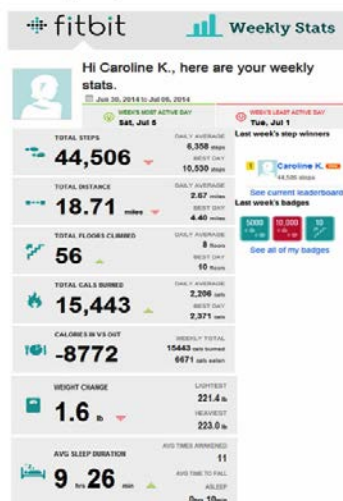 fitbit
Weekly Stats
Hi Caroline K., here are your weekly
stats.
Jun 30, 2014 to Jul 06, 2014
WEEK'S MOST ACTIVE DAY
Sat, Jul 5
WEEK'S LEAST ACTIVE DAY
Tue, Jul 1
TOTAL STEPS
44,506
DAILY AVERAGE
6,358 steps
BEST DAY
10,530 steps
TOTAL DISTANCE
18.71 miles
DAILY AVERAGE
2.67 miles
BEST DAY
4.40 miles
TOTAL FLOORS CLIMBED
56
DAILY AVERAGE
8 floors
BEST DAY
10 floors
TOTAL CALS BURNED
15,443
DAILY AVERAGE
2,206 cals
BEST DAY
2,371 cals
CALORIES IN VS OUT
-8772
WEEKLY TOTAL
15443 cals burned
6671 cals eaten
WEIGHT CHANGE
1.6 lb
LIGHTEST
221.4 lb
HEAVIEST
223.0 lb
AVG SLEEP DURATION
9 hrs 26 min
AVG TIMES AWAKENED
11
AVG TIME TO FALL
ASLEEP
0hrs 10min
Last week's step winners
1
Caroline K.
44,506 steps
See current leaderboard
Last week's badges
5000
10,000
10
See all of my badges